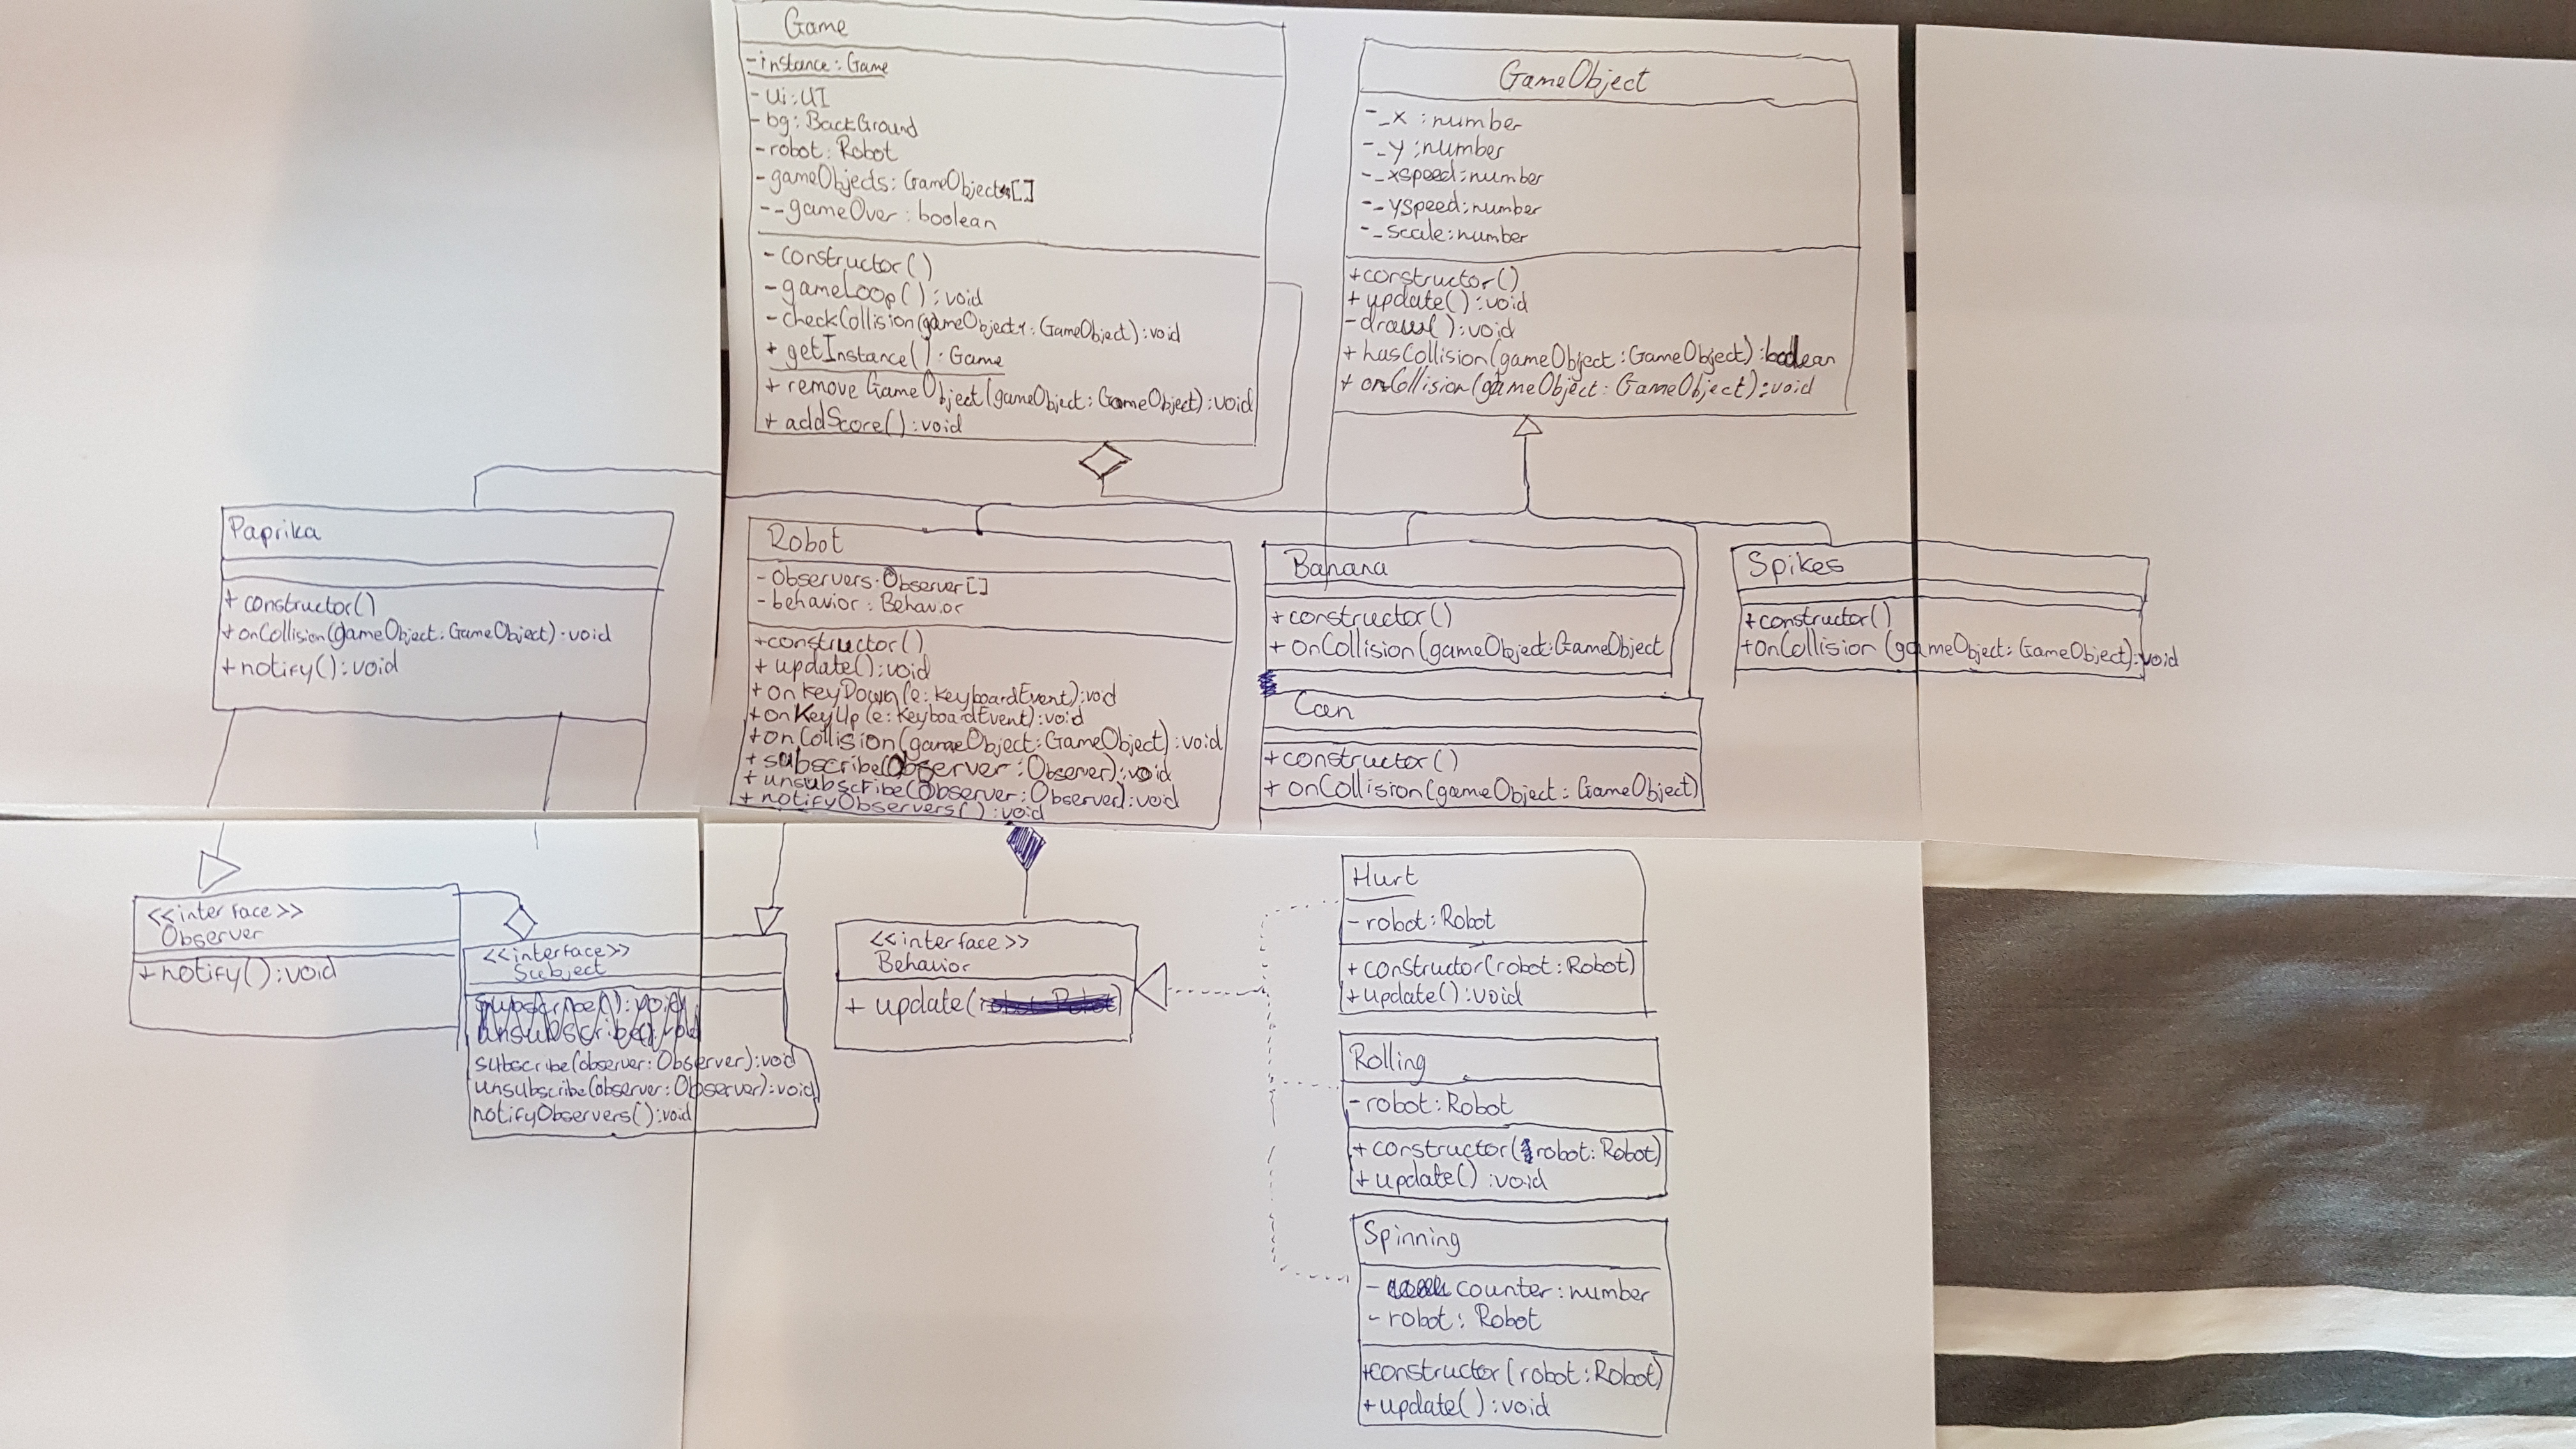 Game
-instance: Game
- Ui: UI
- bg: BackGround
- robot: Robot
- gameObjects: GameObject[]
- -gameOver: boolean
- constructor()
- gameLoop(): void
- checkCollision(gameObject: GameObject): void
+ getInstance(): Game
+ removeGameObject(gameObject: GameObject): void
+ addScore(): void
GameObject
-_x : number
-_y : number
-_xspeed: number
-_yspeed: number
-_scale: number
+constructor()
+ update(): void
-draw(): void
+ hasCollision(gameObject: GameObject): boolean
+ onCollision(gameObject: GameObject): void
Paprika
+ constructor()
+onCollision(gameObject: GameObject): void
+notify(): void
Robot
- observers: Observer[]
- behavior: Behavior
+constructor()
+ update(): void
+ onkeyDown(e: KeyboardEvent): void
+onKeyUp(e: KeyboardEvent): void
+onCollision(gameObject: GameObject): void
+ subscribe(Observer: Observer): void
+ unsubscribe(Observer: Observer): void
+ notifyObservers(): void
Banana
+constructor()
+ onCollision(gameObject: GameObject
Can
+constructor()
+ onCollision(gameObject: GameObject)
Spikes
+constructor()
+OnCollision (gameObject: GameObject): void
<<interface>>
Observer
+notify(): void
<<interface>>
Subject
subscribe(): void
unsubscribe(): void
subscribe(observer: Observer): void
unsubscribe(observer: Observer): void
notifyObservers(): void
<<interface>>
Behavior
+ update(robot: Robot)
Hurt
- robot: Robot
+ constructor(robot: Robot)
+ update(): void
Rolling
- robot: Robot
+ constructor(robot: Robot)
+ update() : void
Spinning
- counter: number
- robot: Robot
+constructor(robot: Robot)
+ update(): void